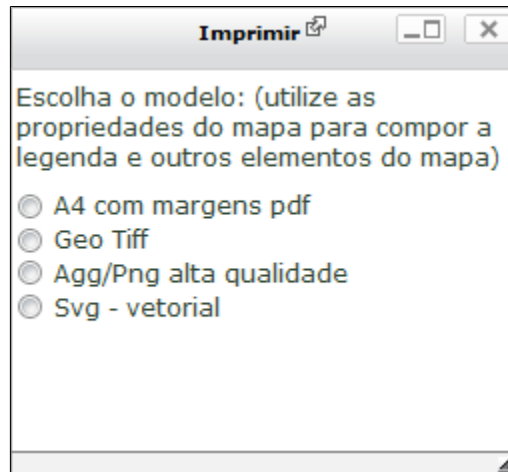 Imprimir
Escolha o modelo: (utilize as
propriedades do mapa para compor a
legenda e outros elementos do mapa)
A4 com margens pdf
Geo Tiff
Agg/Png alta qualidade
Svg - vetorial